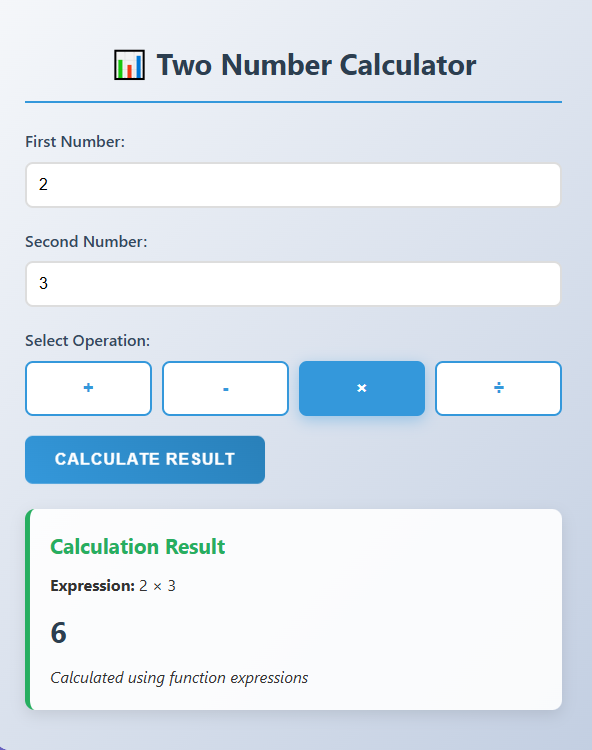 📊 Two Number Calculator
First Number:
2
Second Number:
3
Select Operation:
+ - × ÷
CALCULATE RESULT
Calculation Result
Expression: 2 × 3
6
Calculated using function expressions